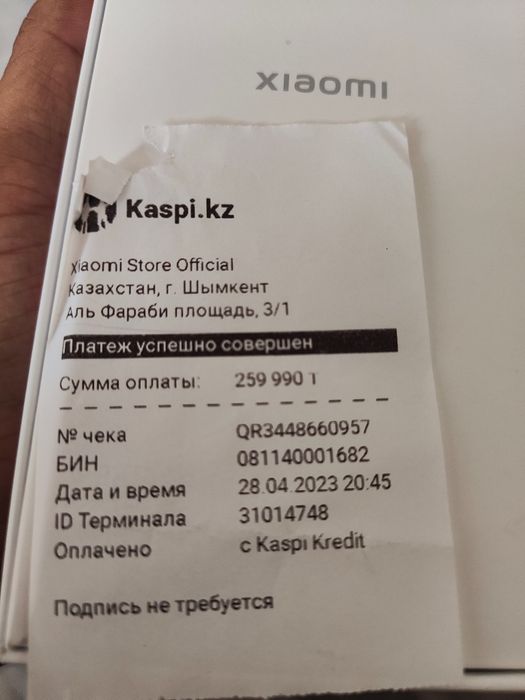 xiaomi
Kaspi.kz
Xiaomi Store Official
Казахстан, г. Шымкент
Аль Фараби площадь, 3/1
Платеж успешно совершен
Сумма оплаты: 259 990 ₸
№ чека QR3448660957
БИН 081140001682
Дата и время 28.04.2023 20:45
ID Терминала 31014748
Оплачено с Kaspi Kredit
Подпись не требуется